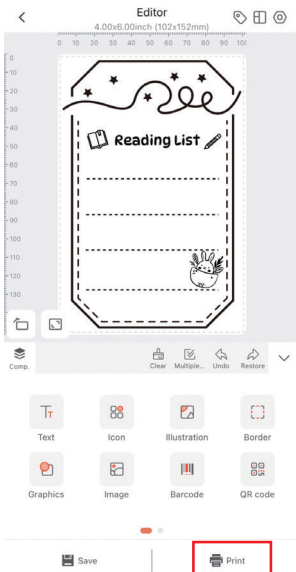 Editor
4.00x6.00inch (102x152mm)
0 10 20 30 40 50 60 70 80 90 100
0
10
20
30
40
50
60
70
80
90
100
110
120
130
Reading List
Comp.
Clear Multiple... Undo Restore
Text Icon Illustration Border
Graphics Image Barcode QR code
Save Print